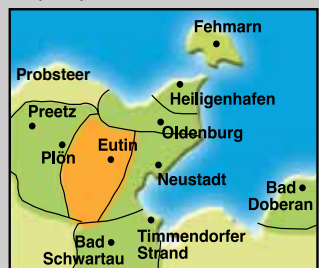 Fehmarn
Probsteer
Heiligenhafen
Preetz
Oldenburg
Plön
Eutin
Neustadt
Bad
Doberan
Bad
Schwartau
Timmendorfer
Strand